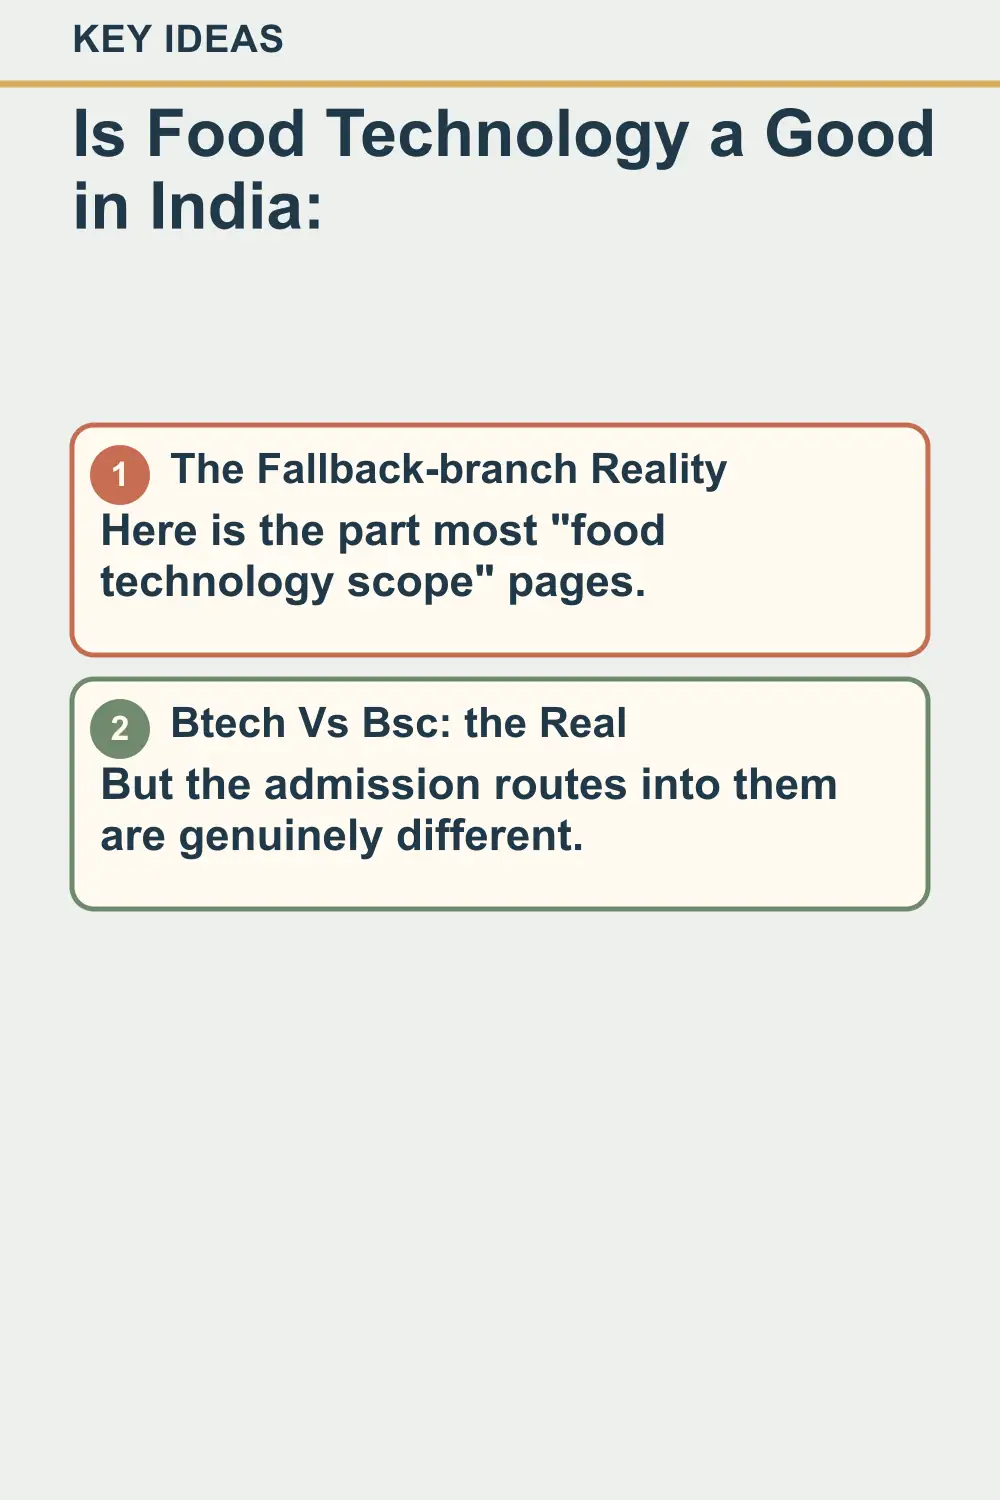 KEY IDEAS
Is Food Technology a Good
in India:
1 The Fallback-branch Reality
Here is the part most "food
technology scope" pages.
2 Btech Vs Bsc: the Real
But the admission routes into them
are genuinely different.